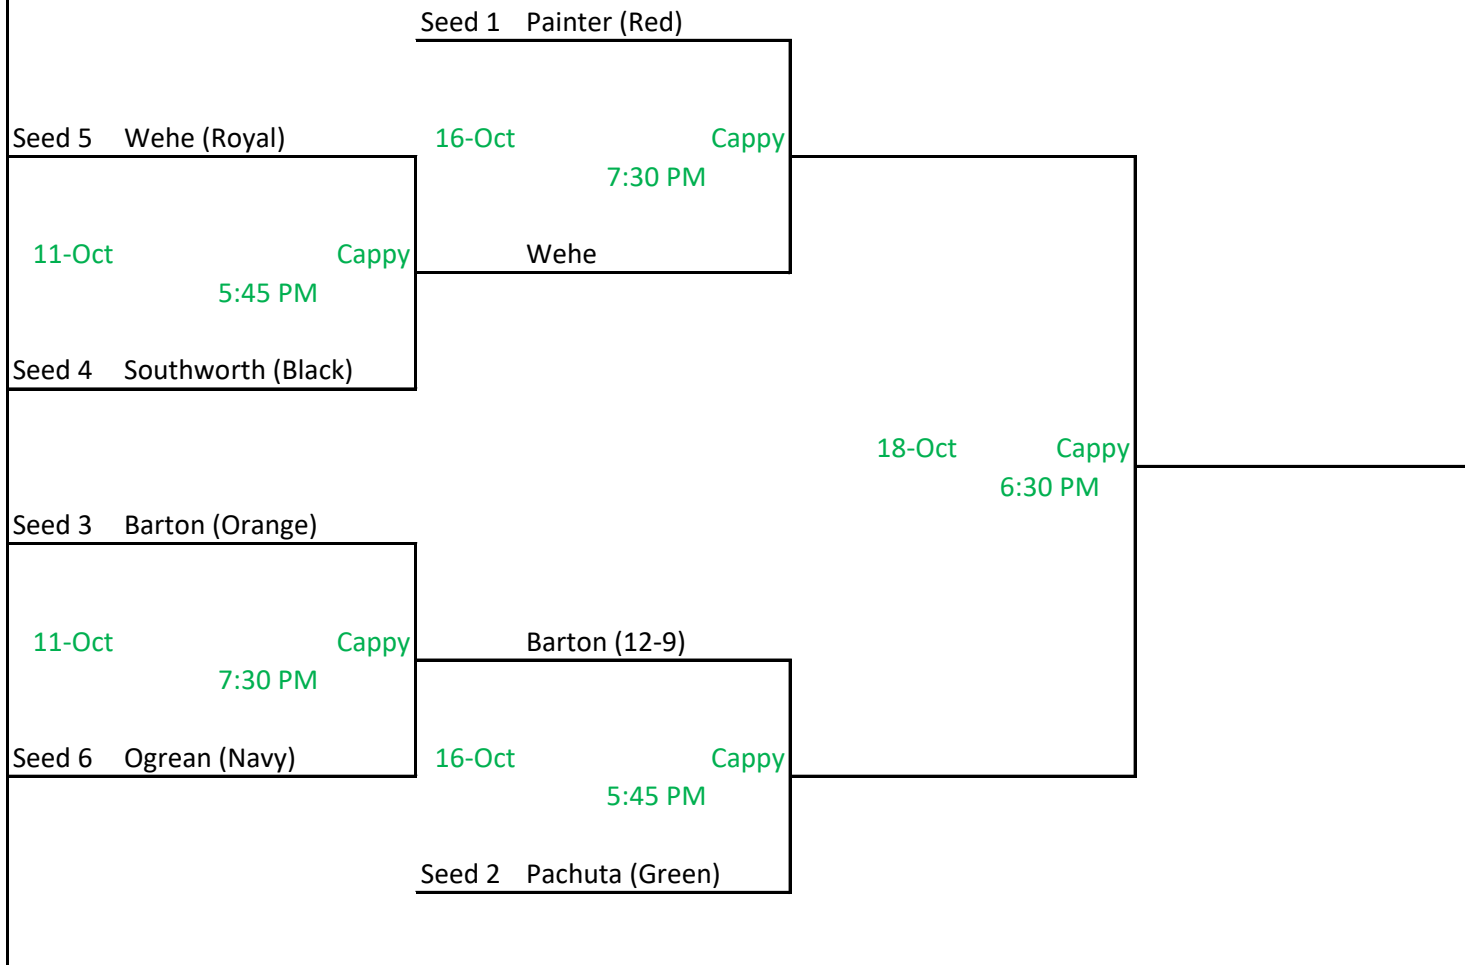 Seed 1 Painter (Red)
Seed 5 Wehe (Royal) 16-Oct Cappy
7:30 PM
11-Oct Cappy Wehe
5:45 PM
Seed 4 Southworth (Black)
18-Oct Cappy
6:30 PM
Seed 3 Barton (Orange)
11-Oct Cappy Barton (12-9)
7:30 PM
Seed 6 Ogrean (Navy) 16-Oct Cappy
5:45 PM
Seed 2 Pachuta (Green)